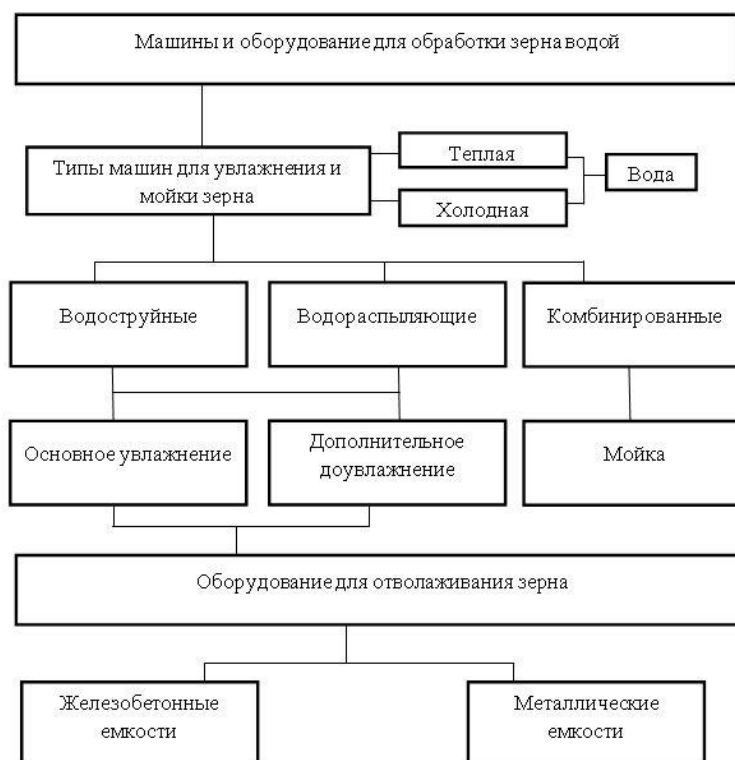 Машины и оборудование для обработки зерна водой
Типы машин для увлажнения и
мойки зерна
Теплая
Холодная
Вода
Водоструйные
Водораспыляющие
Комбинированные
Основное увлажнение
Дополнительное
доувлажнение
Мойка
Оборудование для отволаживания зерна
Железобетонные
емкости
Металлические
емкости